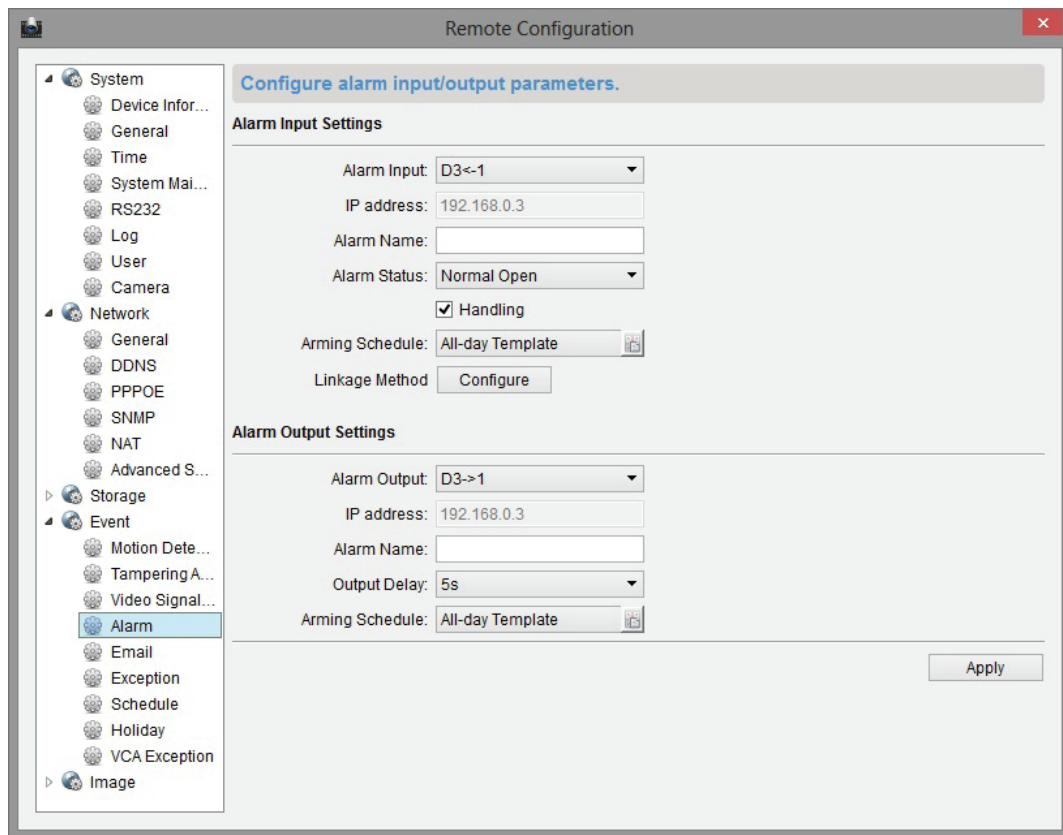 Remote Configuration
System
Device Infor...
General
Time
System Mai...
RS232
Log
User
Camera
Network
General
DDNS
PPPOE
SNMP
NAT
Advanced S...
Storage
Event
Motion Dete...
Tampering A...
Video Signal...
Alarm
Email
Exception
Schedule
Holiday
VCA Exception
Image
Configure alarm input/output parameters.
Alarm Input Settings
Alarm Input: D3<-1
IP address: 192.168.0.3
Alarm Name:
Alarm Status: Normal Open
Handling
Arming Schedule: All-day Template
Linkage Method Configure
Alarm Output Settings
Alarm Output: D3->1
IP address: 192.168.0.3
Alarm Name:
Output Delay: 5s
Arming Schedule: All-day Template
Apply